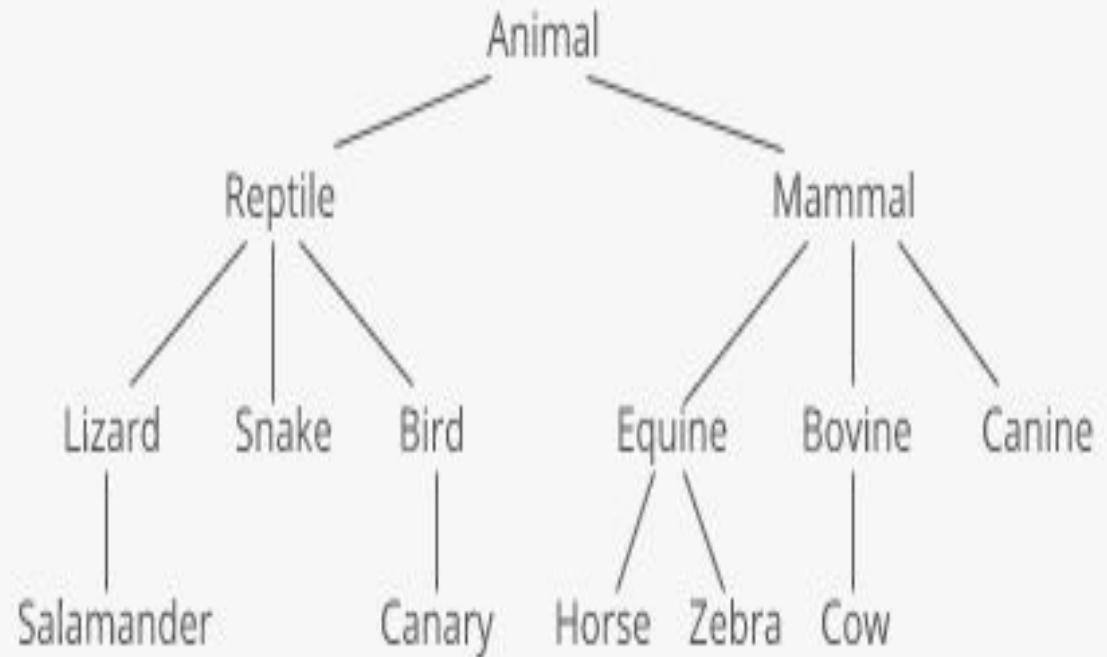 Animal
Reptile Mammal
Lizard Snake Bird Equine Bovine Canine
Salamander Canary Horse Zebra Cow